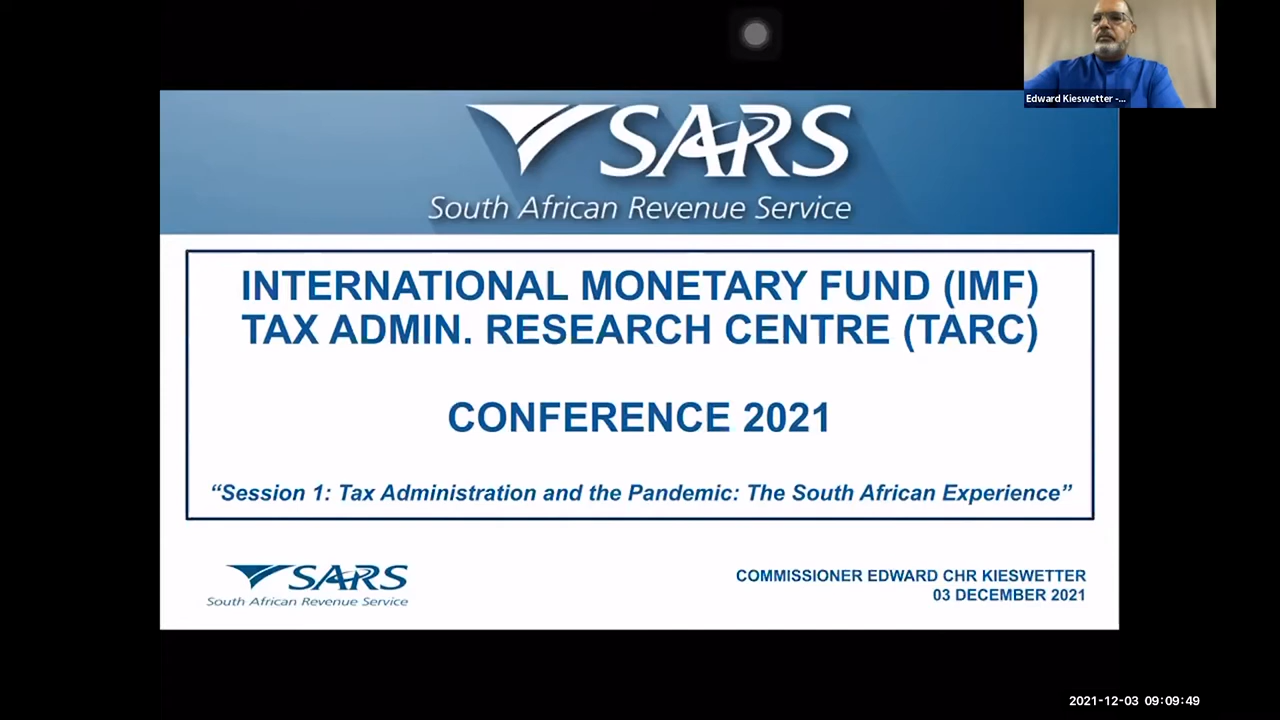 Edward Kieswetter -...
SARS
South African Revenue Service
INTERNATIONAL MONETARY FUND (IMF)
TAX ADMIN. RESEARCH CENTRE (TARC)
CONFERENCE 2021
“Session 1: Tax Administration and the Pandemic: The South African Experience”
SARS
South African Revenue Service
COMMISSIONER EDWARD CHR KIESWETTER
03 DECEMBER 2021
2021-12-03 09:09:49